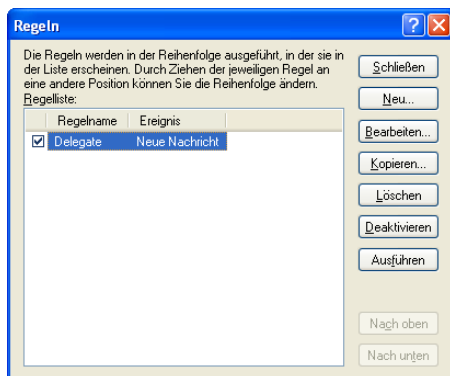 Regeln
Die Regeln werden in der Reihenfolge ausgeführt, in der sie in
der Liste erscheinen. Durch Ziehen der jeweiligen Regel an
eine andere Position können Sie die Reihenfolge ändern.
Regelliste:
Regelname Ereignis
Delegate Neue Nachricht
Schließen
Neu...
Bearbeiten...
Kopieren...
Löschen
Deaktivieren
Ausführen
Nach oben
Nach unten